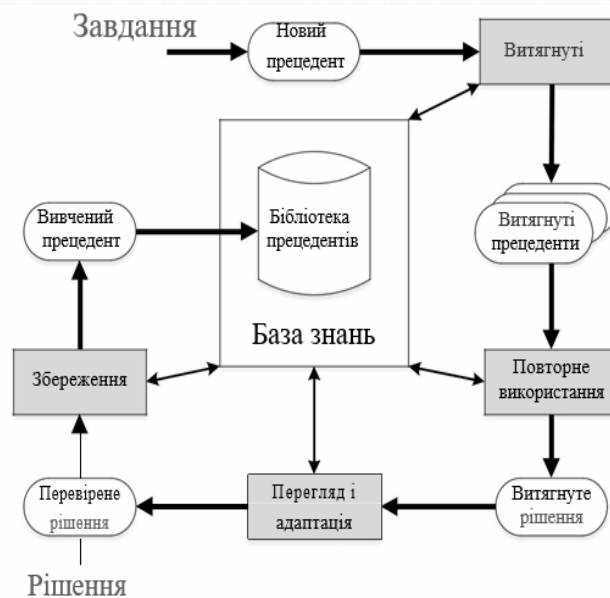 Завдання
Новий
прецедент
Витягнуті
Витягнуті
прецеденти
Вивчений
прецедент
Бібліотека
прецедентів
База знань
Збереження
Повторне
використання
Перевірене
рішення
Перегляд і
адаптація
Витягнуте
рішення
Рішення